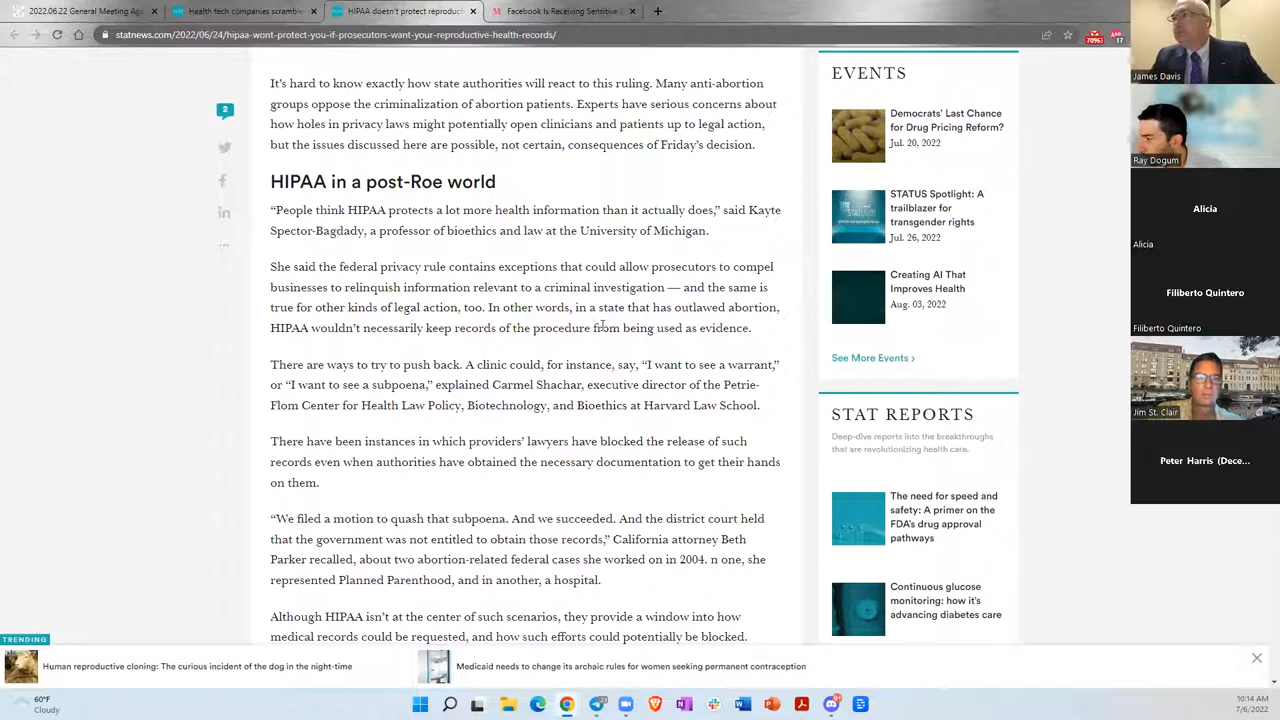 2022.06.22 General Meeting Age
Health tech companies scramble
HIPAA doesn't protect reproduc
Facebook Is Receiving Sensitive
statnews.com/2022/06/24/hipaa-wont-protect-you-if-prosecutors-want-your-reproductive-health-records/
2
It's hard to know exactly how state authorities will react to this ruling. Many anti-abortion
groups oppose the criminalization of abortion patients. Experts have serious concerns about
how holes in privacy laws might potentially open clinicians and patients up to legal action,
but the issues discussed here are possible, not certain, consequences of Friday's decision.
HIPAA in a post-Roe world
“People think HIPAA protects a lot more health information than it actually does,” said Kayte
Spector-Bagdady, a professor of bioethics and law at the University of Michigan.
She said the federal privacy rule contains exceptions that could allow prosecutors to compel
businesses to relinquish information relevant to a criminal investigation — and the same is
true for other kinds of legal action, too. In other words, in a state that has outlawed abortion,
HIPAA wouldn't necessarily keep records of the procedure from being used as evidence.
There are ways to try to push back. A clinic could, for instance, say, “I want to see a warrant,”
or “I want to see a subpoena,” explained Carmel Shachar, executive director of the Petrie-
Flom Center for Health Law Policy, Biotechnology, and Bioethics at Harvard Law School.
There have been instances in which providers' lawyers have blocked the release of such
records even when authorities have obtained the necessary documentation to get their hands
on them.
“We filed a motion to quash that subpoena. And we succeeded. And the district court held
that the government was not entitled to obtain those records,” California attorney Beth
Parker recalled, about two abortion-related federal cases she worked on in 2004. n one, she
represented Planned Parenthood, and in another, a hospital.
Although HIPAA isn't at the center of such scenarios, they provide a window into how
medical records could be requested, and how such efforts could potentially be blocked.
EVENTS
Democrats' Last Chance
for Drug Pricing Reform?
Jul. 20, 2022
STATUS Spotlight: A
trailblazer for
transgender rights
Jul. 26, 2022
Creating AI That
Improves Health
Aug. 03, 2022
See More Events ›
STAT REPORTS
Deep-dive reports into the breakthroughs
that are revolutionizing health care.
The need for speed and
safety: A primer on the
FDA's drug approval
pathways
Continuous glucose
monitoring: how it's
advancing diabetes care
James Davis
Ray Dogum
Alicia
Alicia
Filiberto Quintero
Filiberto Quintero
Jim St. Clair
Peter Harris (Dece...
TRENDING
Human reproductive cloning: The curious incident of the dog in the night-time
Medicaid needs to change its archaic rules for women seeking permanent contraception
60°F
Cloudy
10:14 AM
7/6/2022